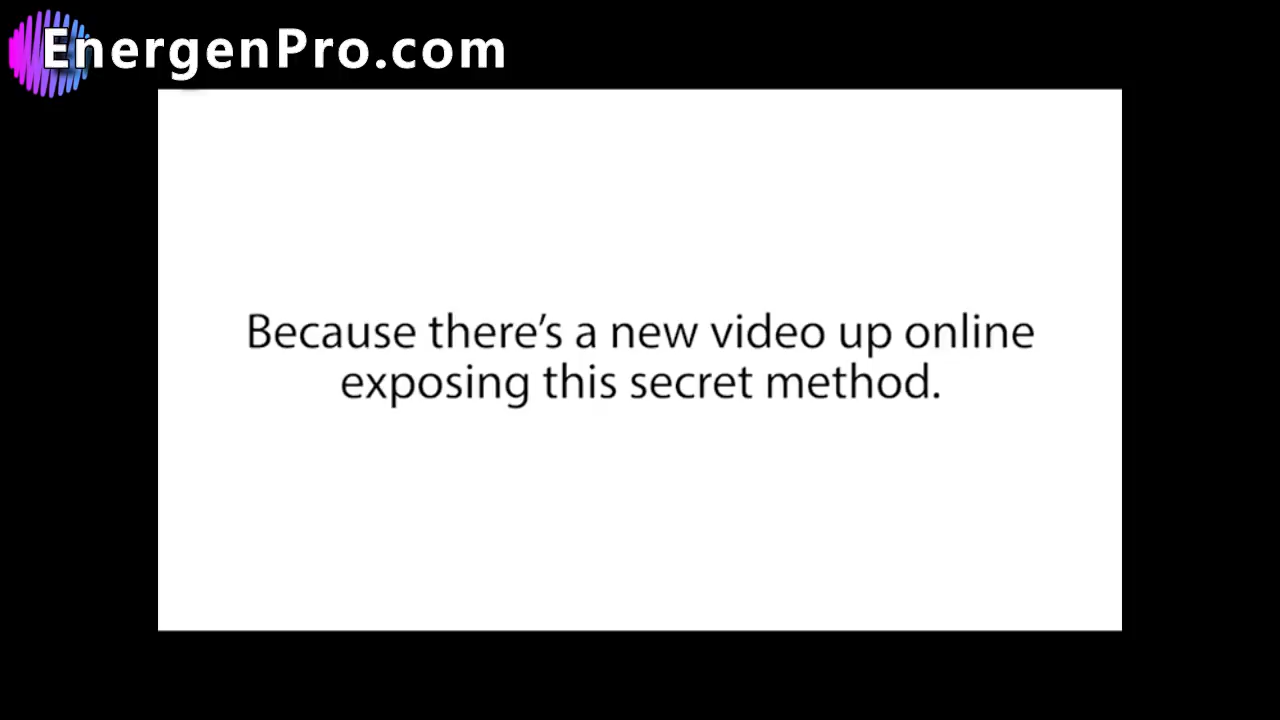 EnergenPro.com
Because there's a new video up online
exposing this secret method.